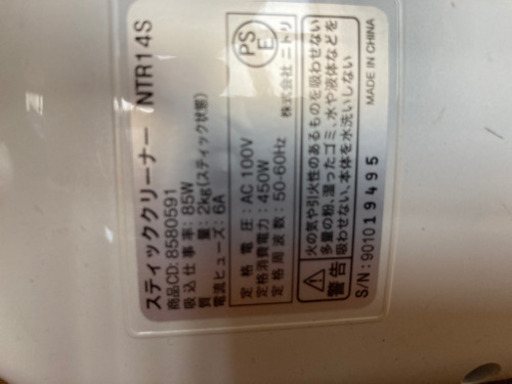 スティッククリーナー NTR14S
商品CD: 8580591
吸込仕事率: 85W
質量: 2kg(スティック状態)
電流ヒューズ: 6A
定格電圧: AC 100V
定格消費電力: 450W
定格周波数: 50-60Hz
PS
E
株式会社 ニトリ
警告
火の気や引火性のあるものを吸わせない
多量の粉、湿ったゴミ、水や液体などを
吸わせない、本体を水洗いしない
S/N: 901019495
MADE IN CHINA